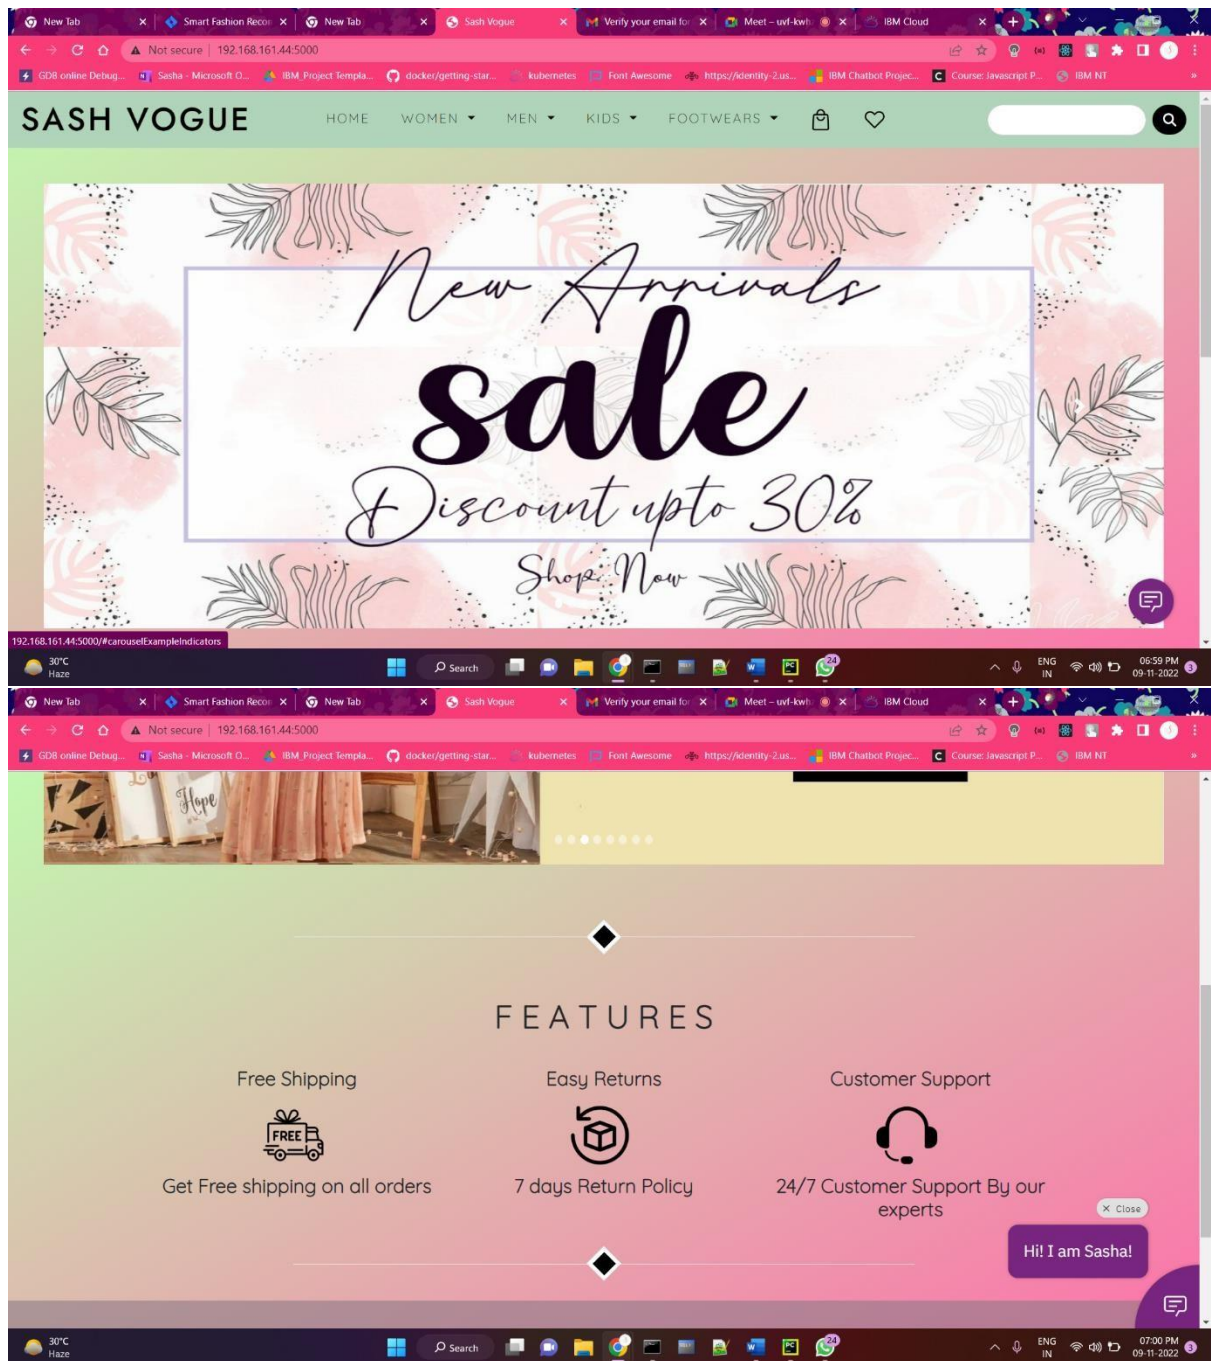 New Tab
Smart Fashion Recon
New Tab
Sash Vogue
Verify your email for
Meet – uvf-kwh
IBM Cloud
Not secure | 192.168.161.44:5000
GDB online Debug...
Sasha - Microsoft O...
IBM_Project Templa...
docker/getting-star...
kubernetes
Font Awesome
https://identity-2.us...
IBM Chatbot Projec...
Course: Javascript P...
IBM NT
»
SASH VOGUE
HOME
WOMEN
MEN
KIDS
FOOTWEARS
New Arrivals
sale
Discount upto 30%
Shop Now
192.168.161.44:5000/#carouselExampleIndicators
30°C
Haze
Search
24
ENG
IN
06:59 PM
09-11-2022
3
New Tab
Smart Fashion Recon
New Tab
Sash Vogue
Verify your email for
Meet – uvf-kwh
IBM Cloud
Not secure | 192.168.161.44:5000
GDB online Debug...
Sasha - Microsoft O...
IBM_Project Templa...
docker/getting-star...
kubernetes
Font Awesome
https://identity-2.us...
IBM Chatbot Projec...
Course: Javascript P...
IBM NT
»
Hope
FEATURES
Free Shipping
Easy Returns
Customer Support
FREE
Get Free shipping on all orders
7 days Return Policy
24/7 Customer Support By our
experts
Close
Hi! I am Sasha!
30°C
Haze
Search
24
ENG
IN
07:00 PM
09-11-2022
3